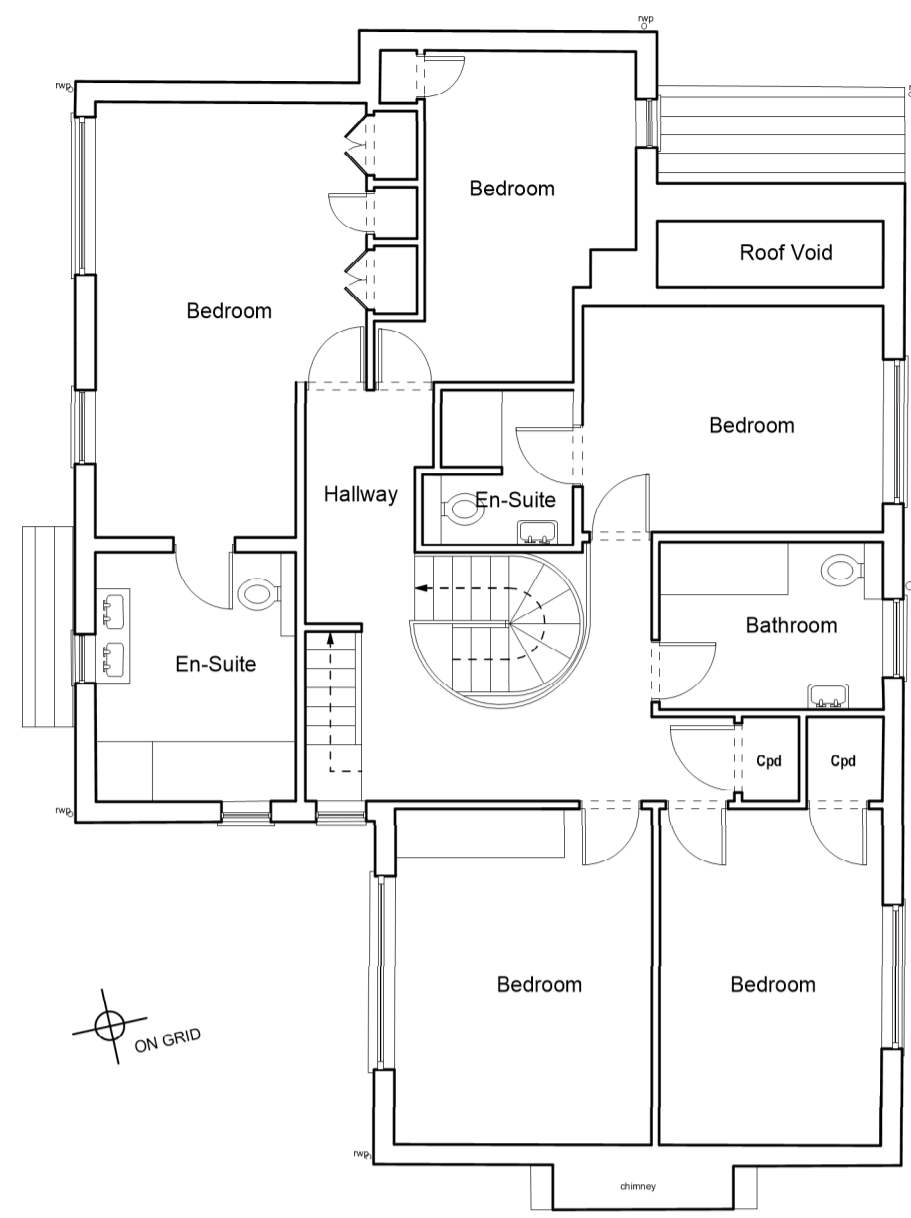 rwp
rwp
Bedroom
Roof Void
Bedroom
Bedroom
Hallway
En-Suite
Bathroom
En-Suite
Cpd
Cpd
rwp
Bedroom
Bedroom
ON GRID
rwp
chimney